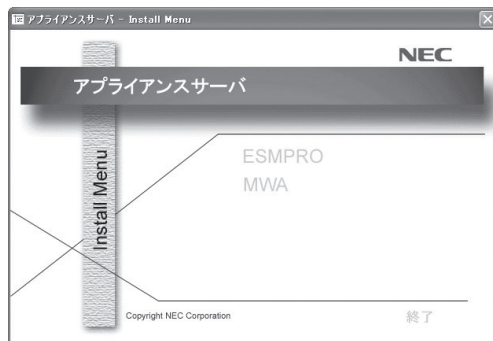 アプライアンスサーバ - Install Menu
NEC
アプライアンスサーバ
Install Menu
ESMPRO
MWA
Copyright NEC Corporation
終了